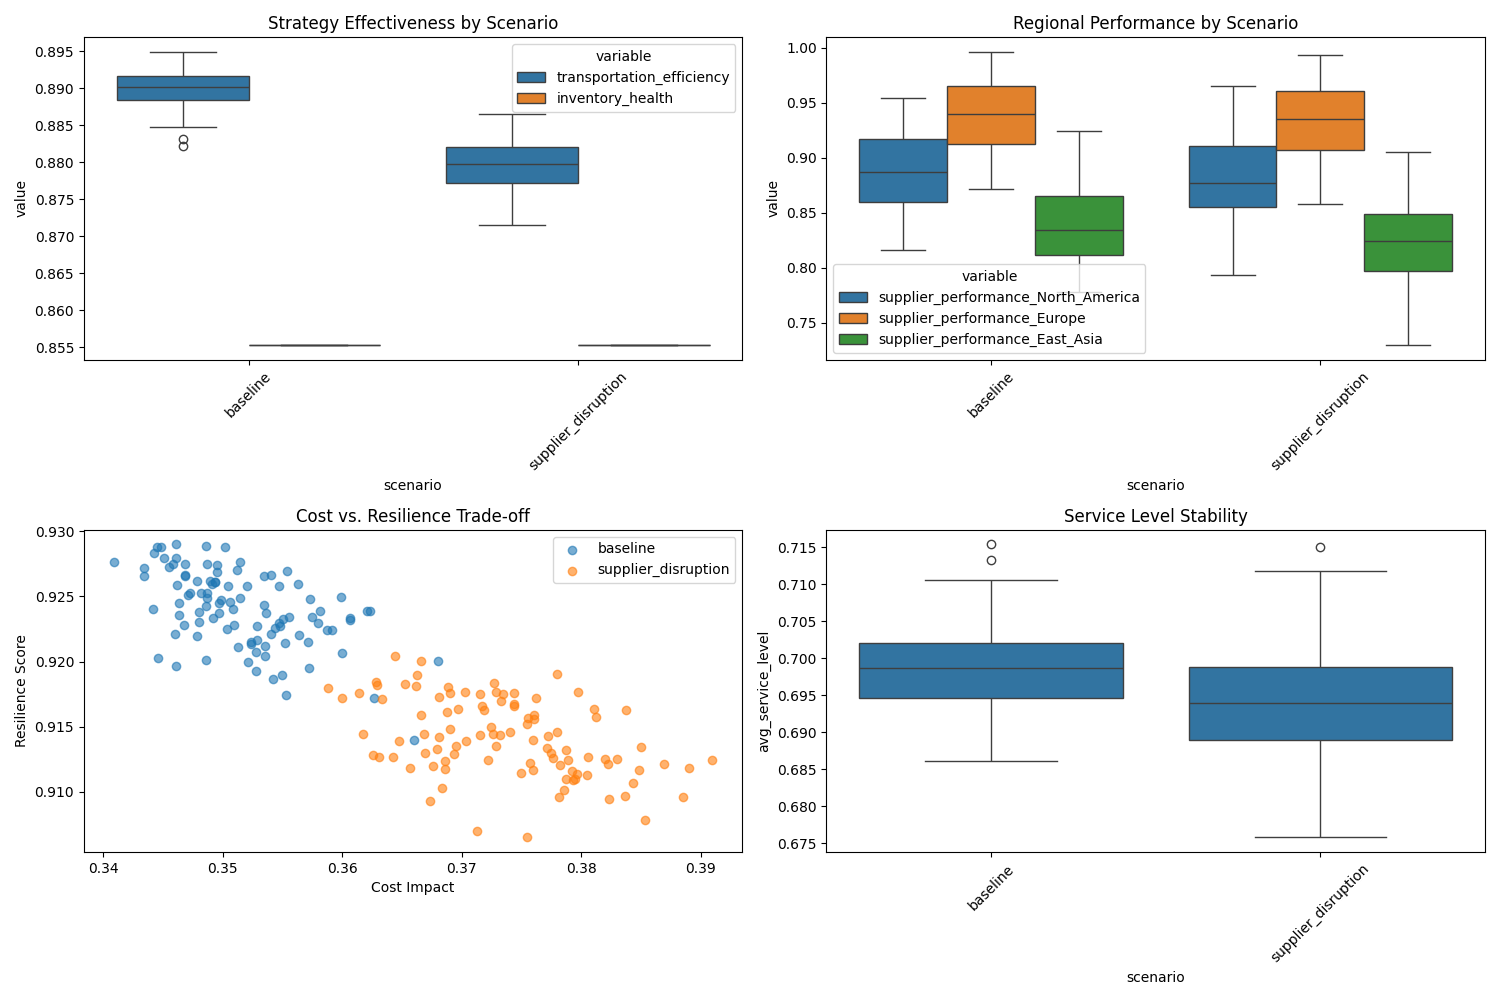 Strategy Effectiveness by Scenario
value
0.895
0.890
0.885
0.880
0.875
0.870
0.865
0.860
0.855
variable
transportation_efficiency
inventory_health
baseline
supplier_disruption
scenario
Regional Performance by Scenario
value
1.00
0.95
0.90
0.85
0.80
0.75
variable
supplier_performance_North_America
supplier_performance_Europe
supplier_performance_East_Asia
baseline
supplier_disruption
scenario
Cost vs. Resilience Trade-off
Resilience Score
0.930
0.925
0.920
0.915
0.910
baseline
supplier_disruption
0.34
0.35
0.36
0.37
0.38
0.39
Cost Impact
Service Level Stability
avg_service_level
0.715
0.710
0.705
0.700
0.695
0.690
0.685
0.680
0.675
baseline
supplier_disruption
scenario